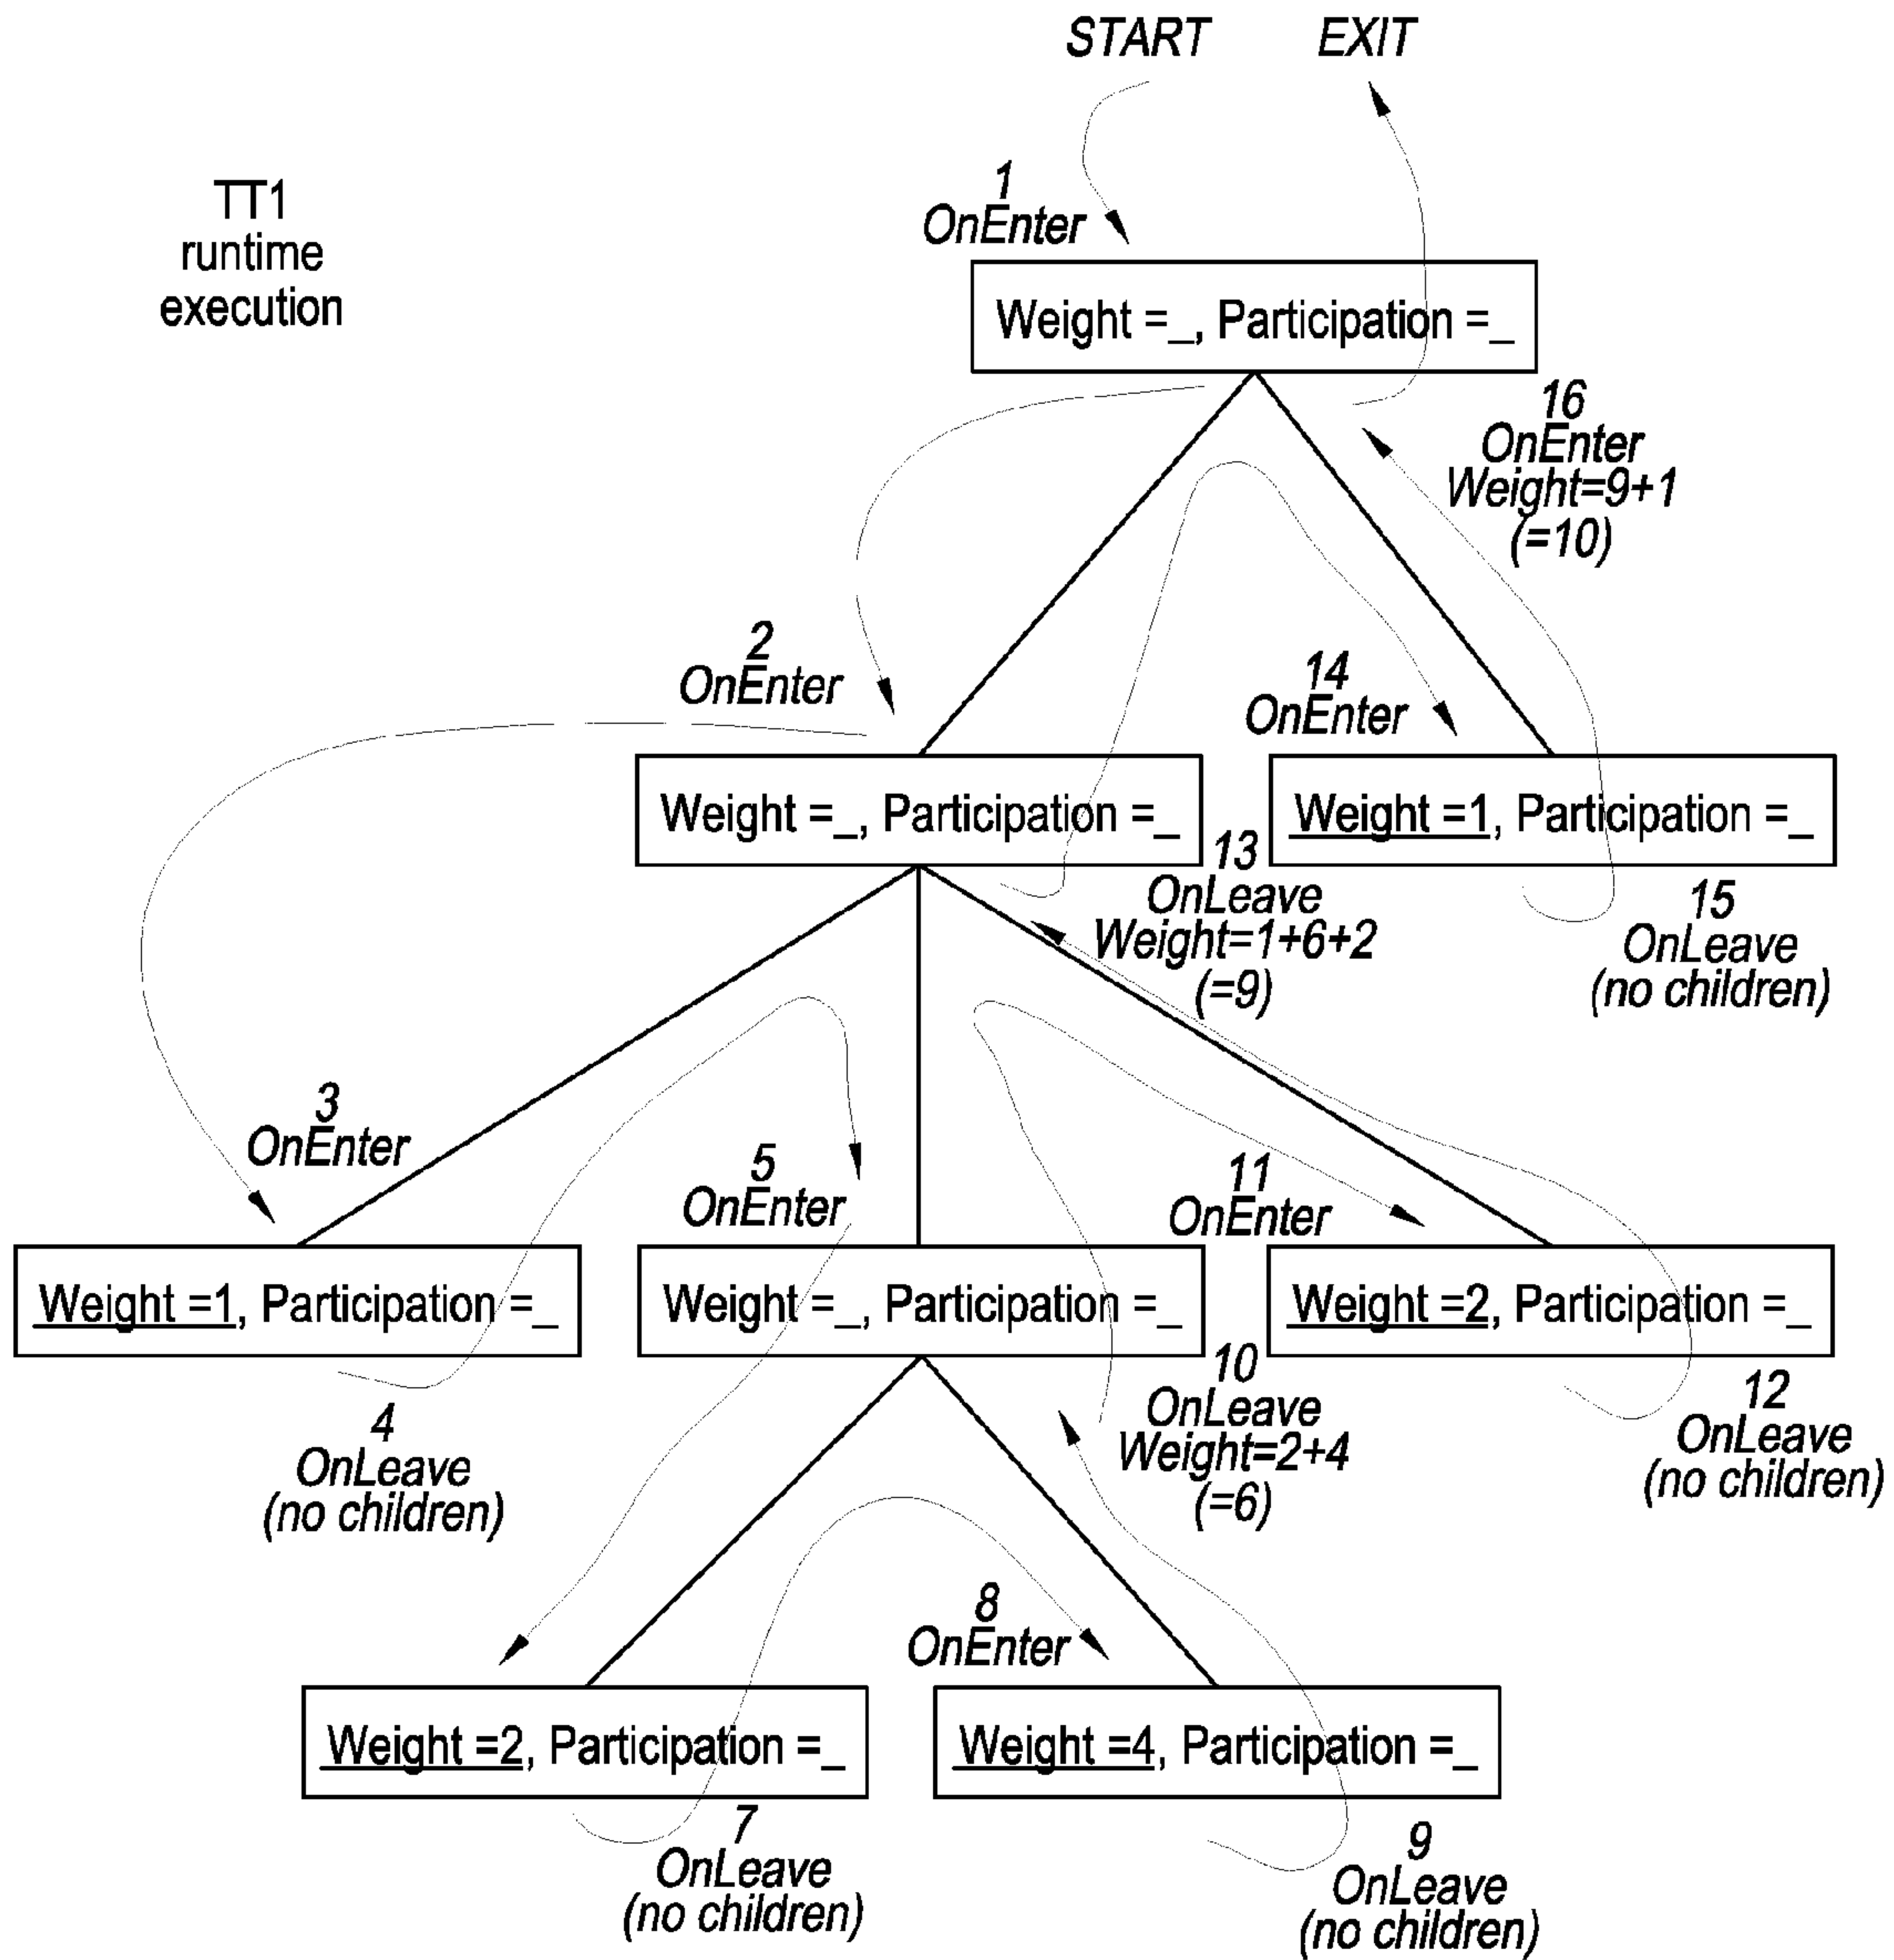 START
EXIT
TT1
runtime
execution
1
OnEnter
Weight =_, Participation =_
16
OnEnter
Weight=9+1
(=10)
2
OnEnter
14
OnEnter
Weight =_, Participation =_
Weight =1, Participation =_
13
OnLeave
Weight=1+6+2
(=9)
15
OnLeave
(no children)
3
OnEnter
5
OnEnter
11
OnEnter
Weight =1, Participation =_
Weight =_, Participation =_
Weight =2, Participation =_
4
OnLeave
(no children)
10
OnLeave
Weight=2+4
(=6)
12
OnLeave
(no children)
8
OnEnter
Weight =2, Participation =_
Weight =4, Participation =_
7
OnLeave
(no children)
9
OnLeave
(no children)